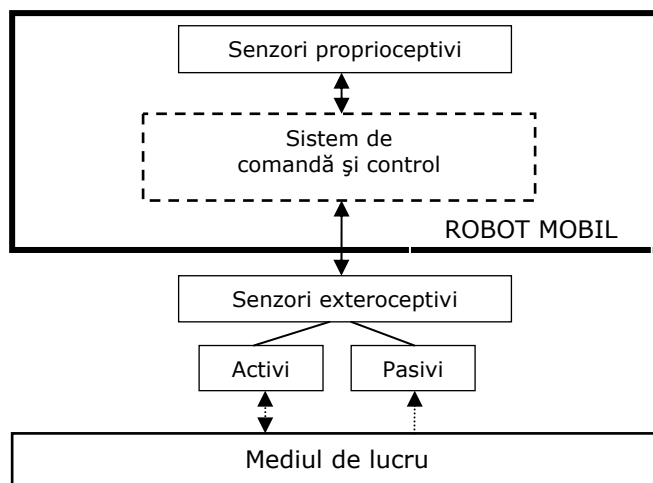 Senzori proprioceptivi
Sistem de
comandă şi control
ROBOT MOBIL
Senzori exteroceptivi
Activi
Pasivi
Mediul de lucru